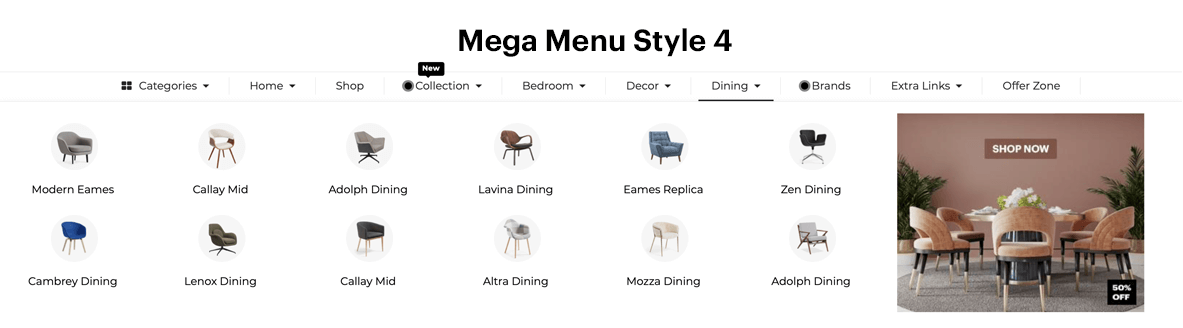 Mega Menu Style 4
New
Categories Home Shop Collection Bedroom Decor Dining Brands Extra Links Offer Zone
SHOP NOW
Modern Eames Callay Mid Adolph Dining Lavina Dining Eames Replica Zen Dining
Cambrey Dining Lenox Dining Callay Mid Altra Dining Mozza Dining Adolph Dining
50%
OFF